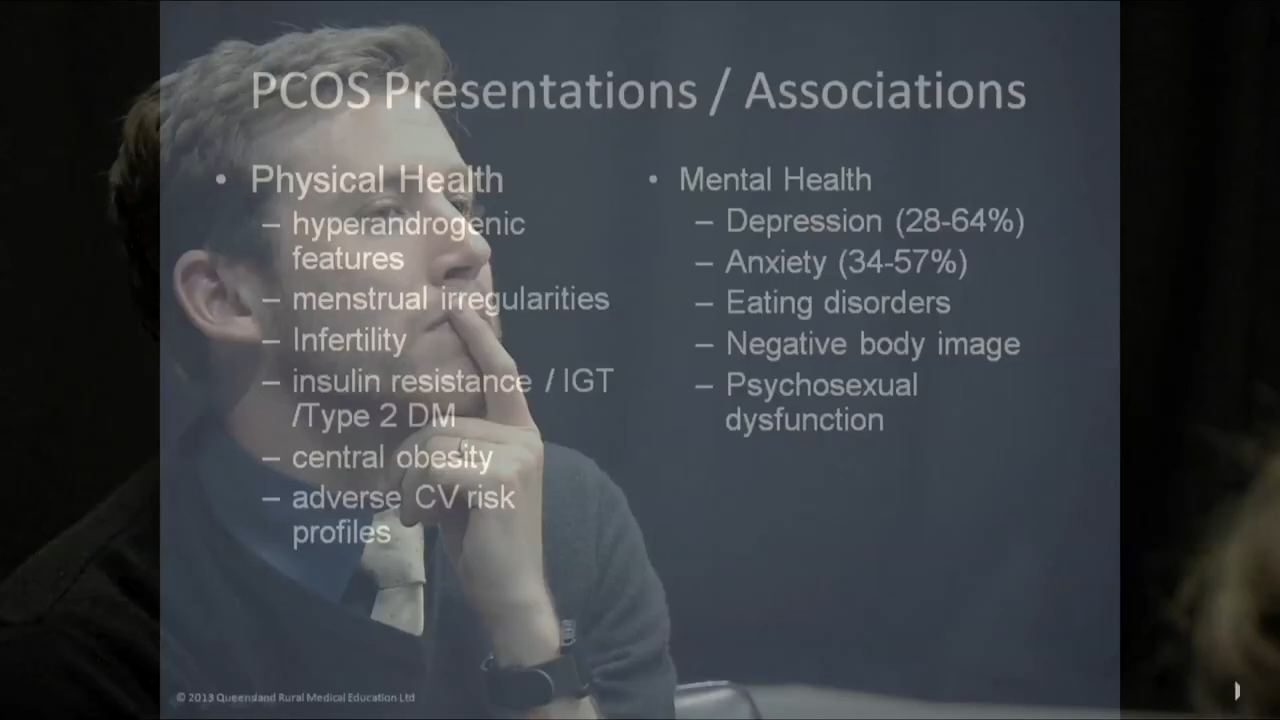 PCOS Presentations / Associations
• Physical Health
– hyperandrogenic
features
– menstrual irregularities
– Infertility
– insulin resistance / IGT
/Type 2 DM
– central obesity
– adverse CV risk
profiles
• Mental Health
– Depression (28-64%)
– Anxiety (34-57%)
– Eating disorders
– Negative body image
– Psychosexual
dysfunction
© 2013 Queensland Rural Medical Education Ltd